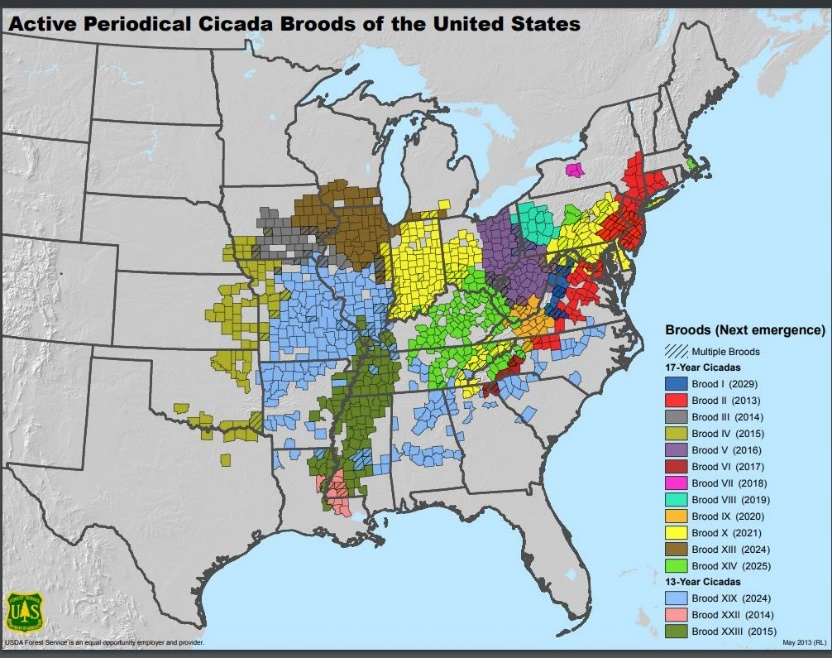 Active Periodical Cicada Broods of the United States
Broods (Next emergence)
Multiple Broods
17-Year Cicadas
Brood I (2029)
Brood II (2013)
Brood III (2014)
Brood IV (2015)
Brood V (2016)
Brood VI (2017)
Brood VII (2018)
Brood VIII (2019)
Brood IX (2020)
Brood X (2021)
Brood XIII (2024)
Brood XIV (2025)
13-Year Cicadas
Brood XIX (2024)
Brood XXII (2014)
Brood XXIII (2015)
FOREST SERVICE
U S
USDA Forest Service is an equal opportunity employer and provider.
May 2013 (RL)